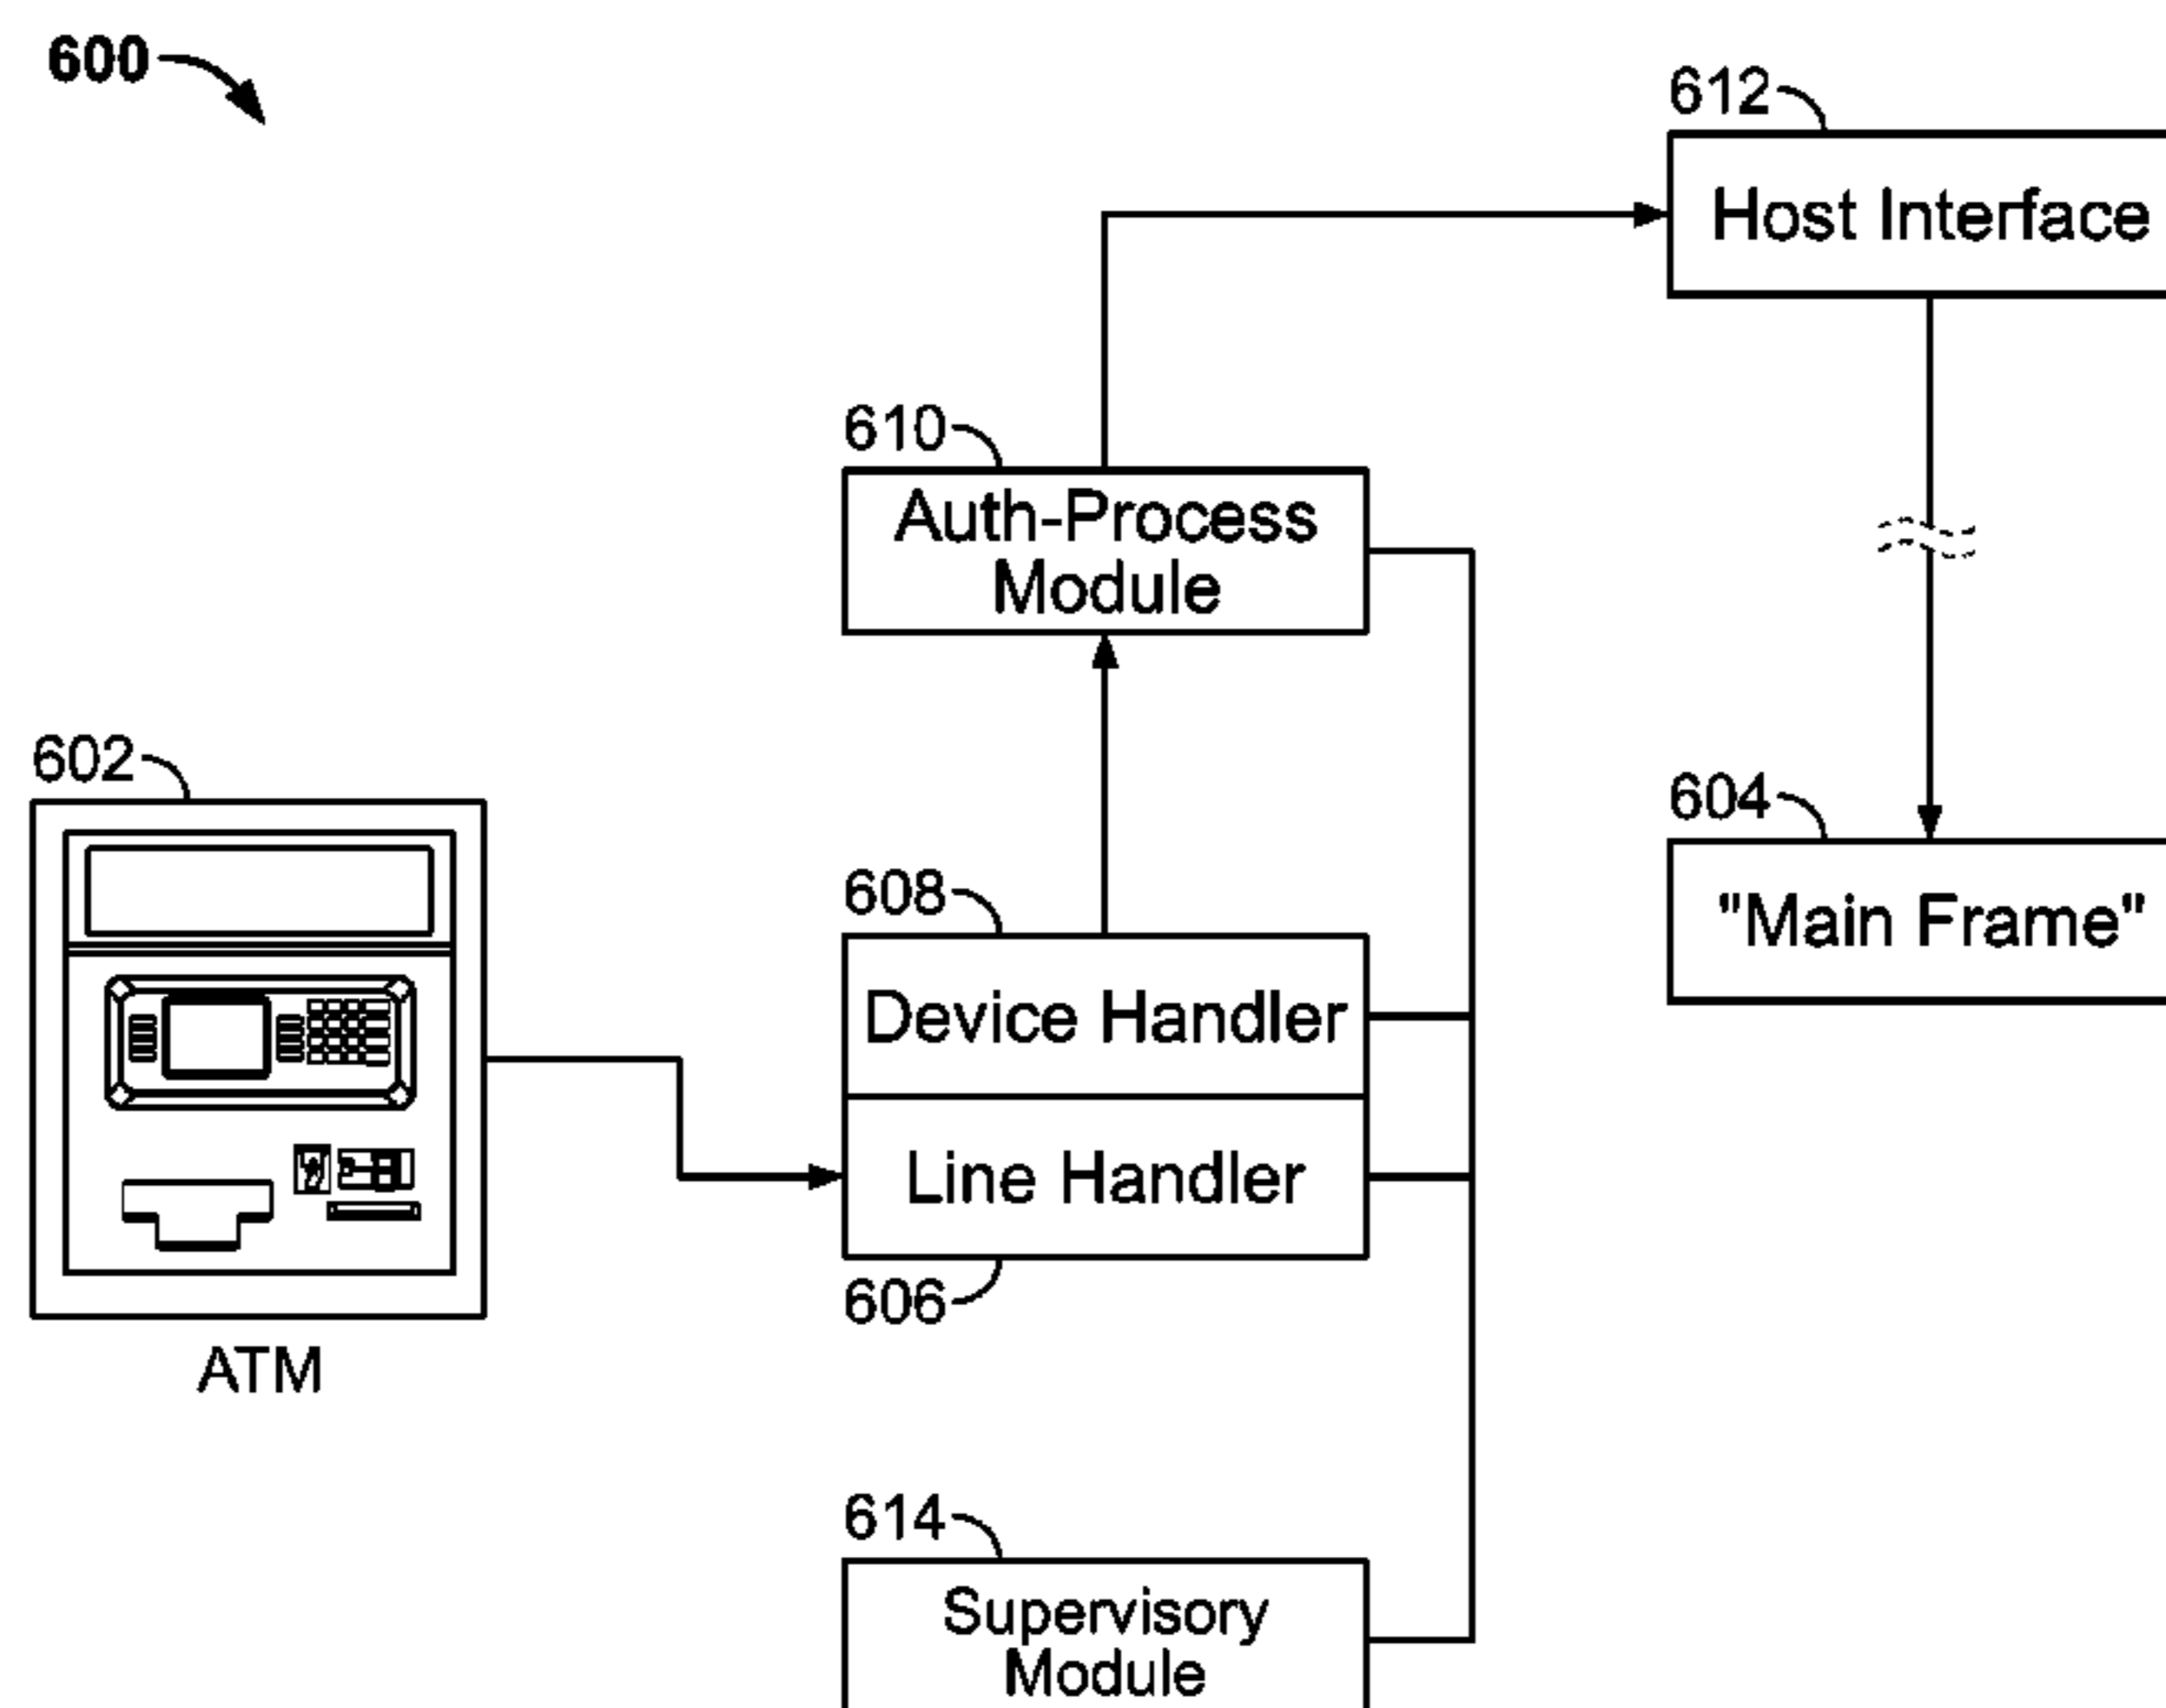 600
612
Host Interface
610
Auth-Process
Module
602
604
"Main Frame"
608
Device Handler
Line Handler
606
ATM
614
Supervisory
Module